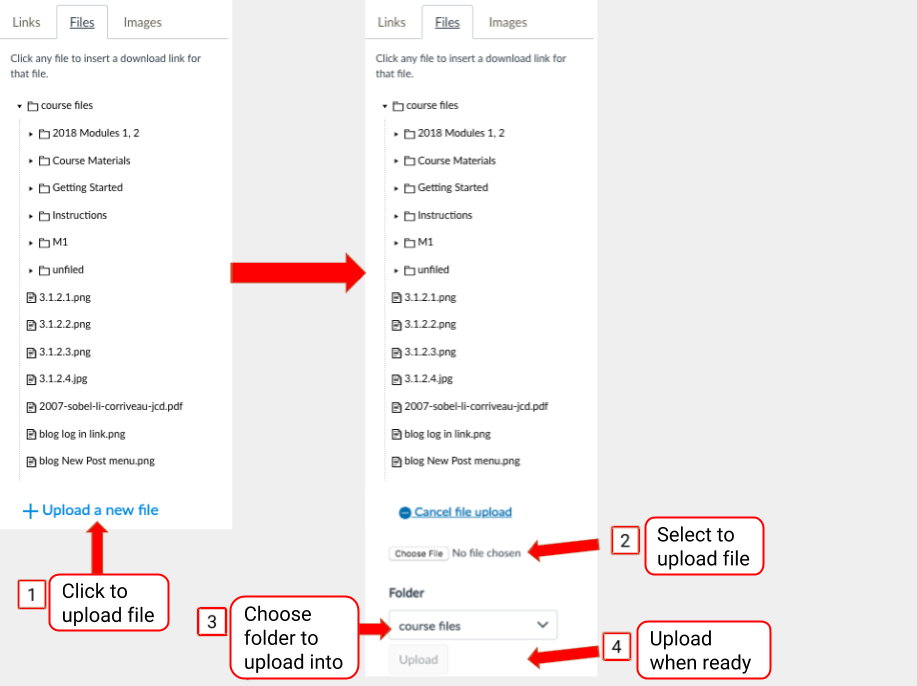 Links Files Images
Click any file to insert a download link for
that file.
course files
2018 Modules 1, 2
Course Materials
Getting Started
Instructions
M1
unfiled
3.1.2.1.png
3.1.2.2.png
3.1.2.3.png
3.1.2.4.jpg
2007-sobel-li-corriveau-jcd.pdf
blog log in link.png
blog New Post menu.png
Upload a new file
1 Click to
upload file
Links Files Images
Click any file to insert a download link for
that file.
course files
2018 Modules 1, 2
Course Materials
Getting Started
Instructions
M1
unfiled
3.1.2.1.png
3.1.2.2.png
3.1.2.3.png
3.1.2.4.jpg
2007-sobel-li-corriveau-jcd.pdf
blog log in link.png
blog New Post menu.png
Cancel file upload
Choose File No file chosen
2 Select to
upload file
Folder
3 Choose
folder to
upload into
course files
Upload
4 Upload
when ready